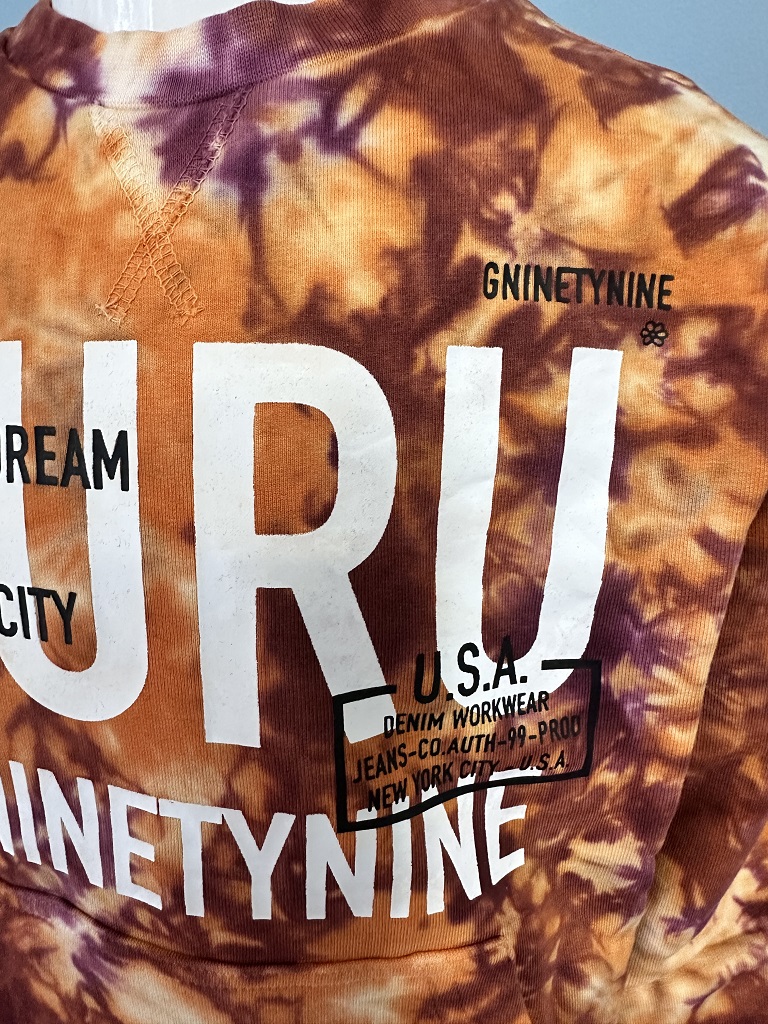 GNINETYNINE
URU
DREAM
CITY
U.S.A.
DENIM WORKWEAR
JEANS-CO.AUTH-99-PROD
NEW YORK CITY - U.S.A.
NINETYNINE